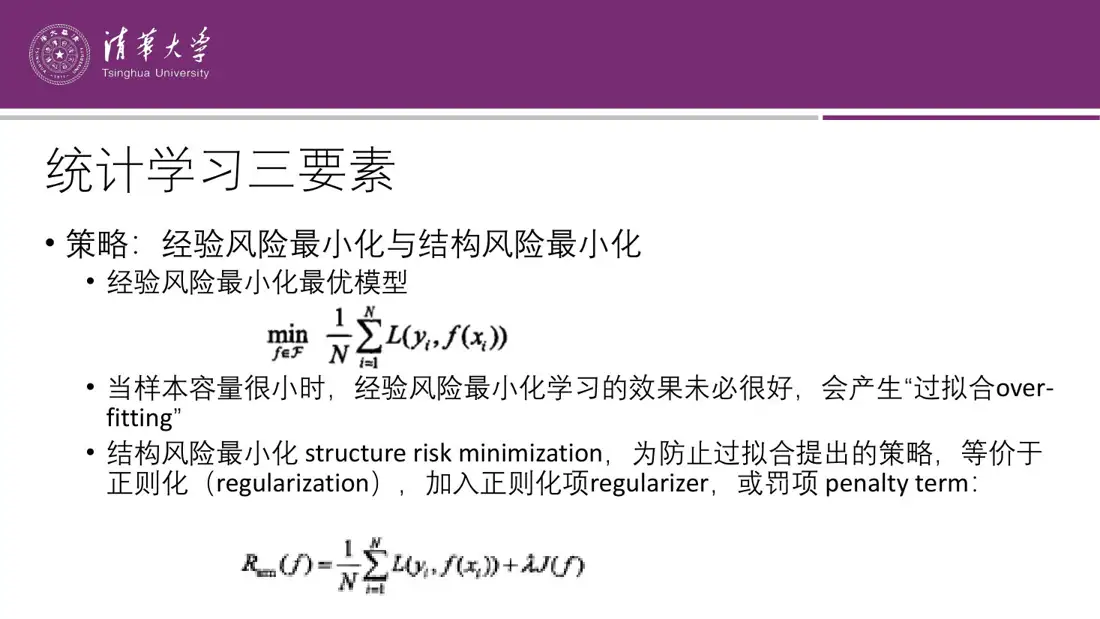 清华大学
Tsinghua University
统计学习三要素
• 策略：经验风险最小化与结构风险最小化
• 经验风险最小化最优模型
min f∈F 1/N ∑ i=1 N L(y_i, f(x_i))
• 当样本容量很小时，经验风险最小化学习的效果未必很好，会产生“过拟合over-
fitting”
• 结构风险最小化 structure risk minimization，为防止过拟合提出的策略，等价于
正则化（regularization），加入正则化项regularizer，或罚项 penalty term：
(f) = 1/N ∑ i=1 N L(y_i, f(x_i)) + λJ(f)